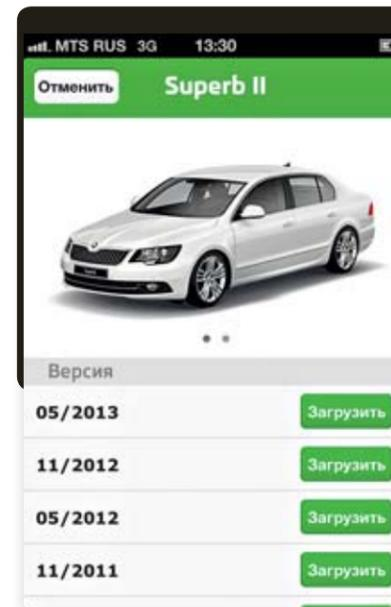 MTS RUS 3G 13:30
Отменить Superb II
Версия
05/2013 Загрузить
11/2012 Загрузить
05/2012 Загрузить
11/2011 Загрузить